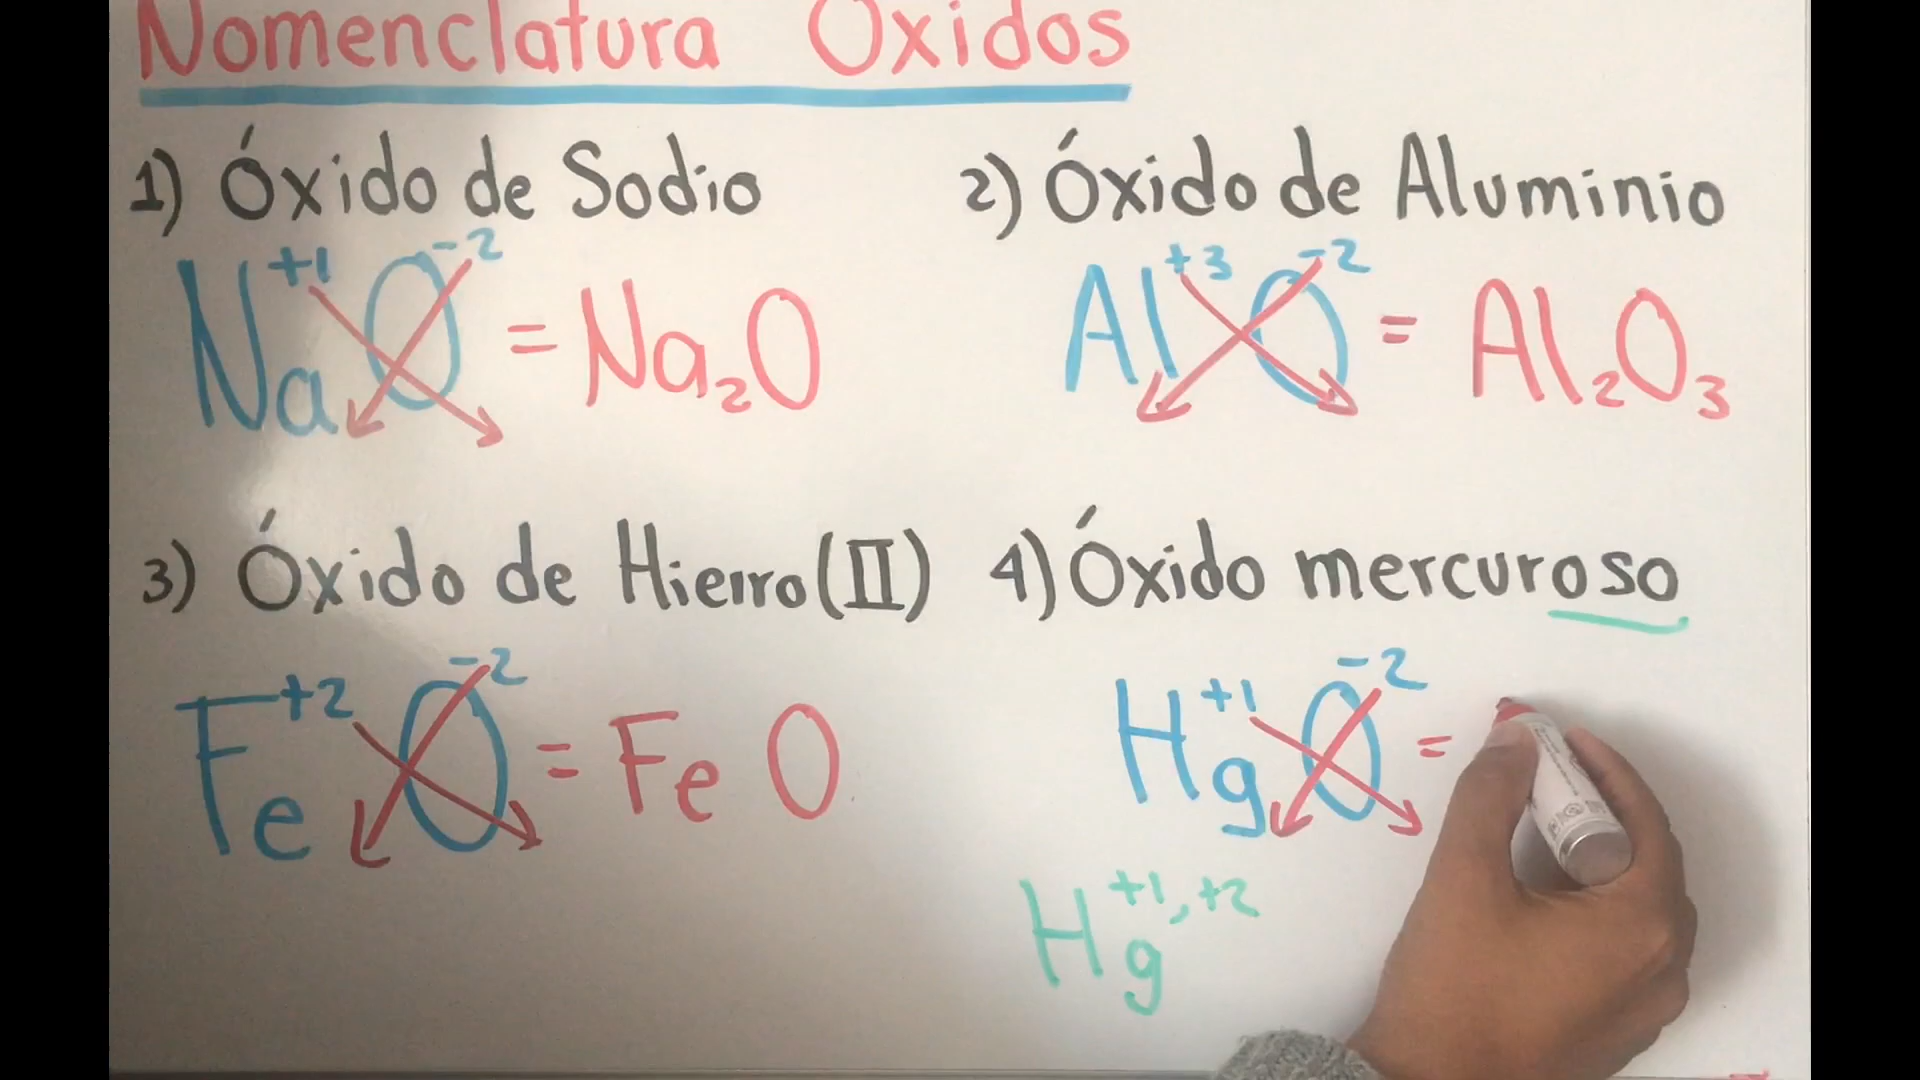 Nomenclatura Óxidos
1) Óxido de Sodio
Na+1 O-2 = Na2O
2) Óxido de Aluminio
Al+3 O-2 = Al2O3
3) Óxido de Hierro (II)
Fe+2 O-2 = Fe O
4) Óxido mercuroso
Hg+1 O-2 =
Hg+1,+2